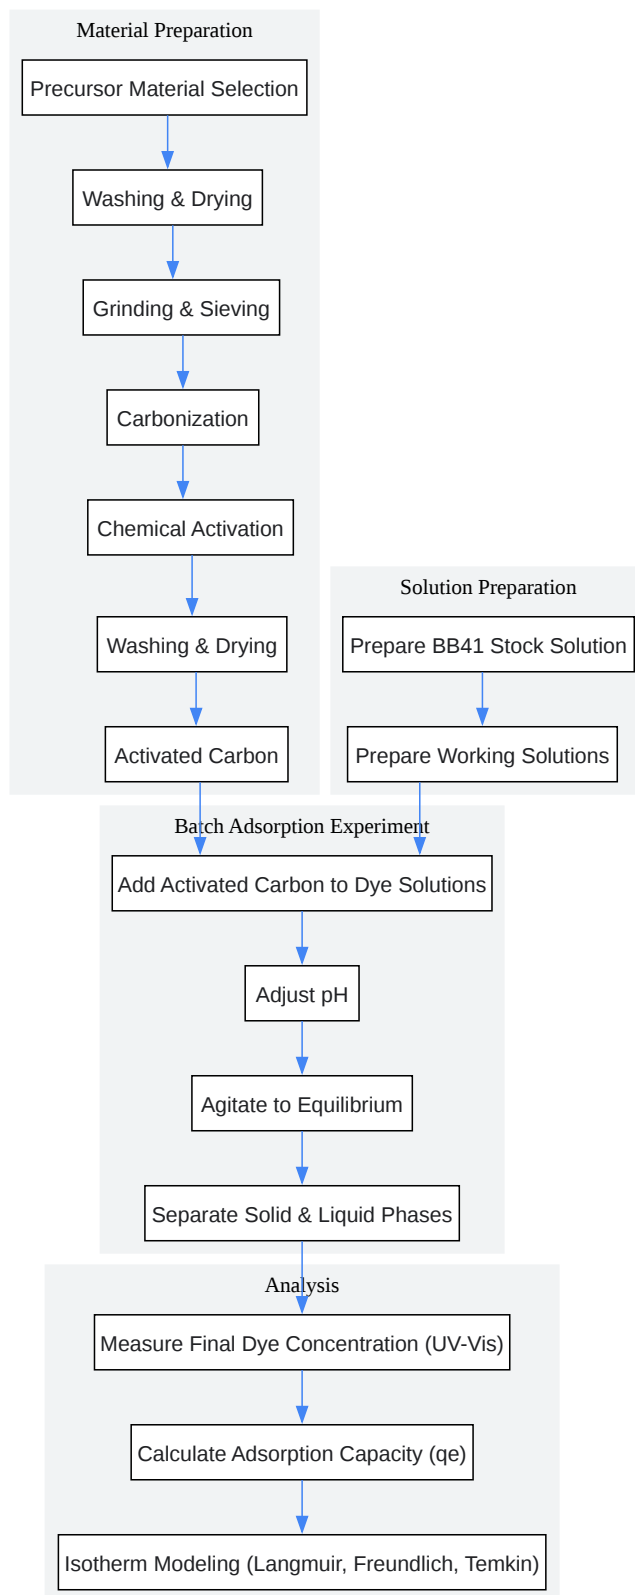 Material Preparation
Precursor Material Selection
Washing & Drying
Grinding & Sieving
Carbonization
Chemical Activation
Washing & Drying
Activated Carbon
Solution Preparation
Prepare BB41 Stock Solution
Prepare Working Solutions
Batch Adsorption Experiment
Add Activated Carbon to Dye Solutions
Adjust pH
Agitate to Equilibrium
Separate Solid & Liquid Phases
Analysis
Measure Final Dye Concentration (UV-Vis)
Calculate Adsorption Capacity (qe)
Isotherm Modeling (Langmuir, Freundlich, Temkin)